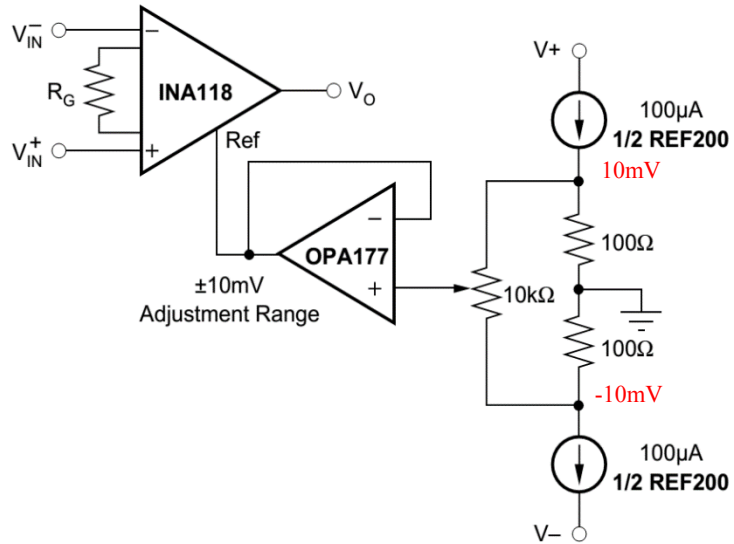 V⁻IN
RG
V⁺IN
−
+
INA118
VO
Ref
−
+
OPA177
±10mV
Adjustment Range
10kΩ
V+
100µA
1/2 REF200
10mV
100Ω
100Ω
-10mV
100µA
1/2 REF200
V–